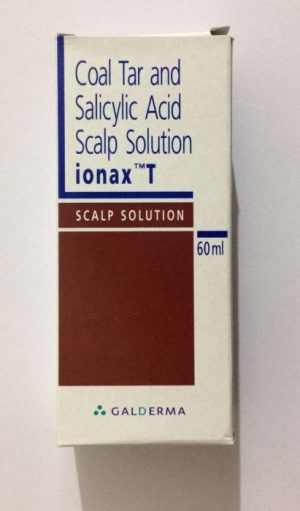 Coal Tar and
Salicylic Acid
Scalp Solution
ionax™T
SCALP SOLUTION
60ml
GALDERMA